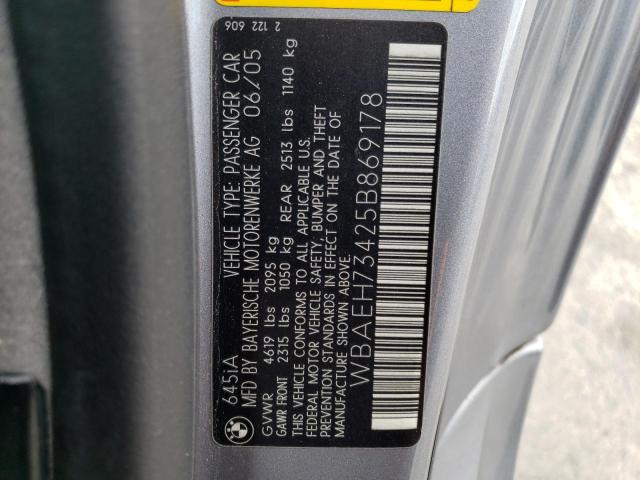 2 122 606
645iA VEHICLE TYPE: PASSENGER CAR
MFD BY BAYERISCHE MOTORENWERKE AG 06/05
GVWR 4619 lbs 2095 kg
GAWR FRONT 2315 lbs 1050 kg REAR 2513 lbs 1140 kg
THIS VEHICLE CONFORMS TO ALL APPLICABLE U.S.
FEDERAL MOTOR VEHICLE SAFETY, BUMPER AND THEFT
PREVENTION STANDARDS IN EFFECT ON THE DATE OF
MANUFACTURE SHOWN ABOVE.
WBAEH73425B869178